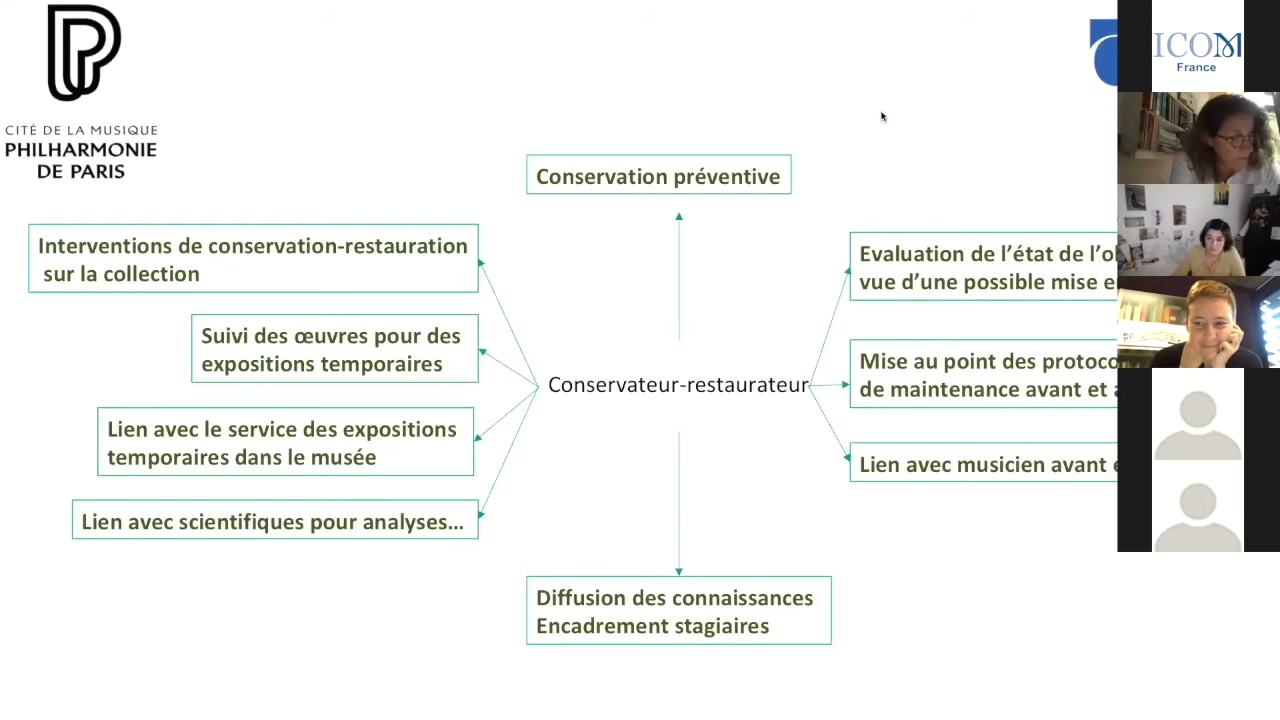 CITÉ DE LA MUSIQUE
PHILHARMONIE
DE PARIS
ICOM
France
Conservation préventive
Interventions de conservation-restauration
sur la collection
Suivi des œuvres pour des
expositions temporaires
Lien avec le service des expositions
temporaires dans le musée
Lien avec scientifiques pour analyses...
Conservateur-restaurateur
Evaluation de l’état de l’
vue d’une possible mise
Mise au point des
de maintenance avant et
Lien avec musicien avant
Diffusion des connaissances
Encadrement stagiaires